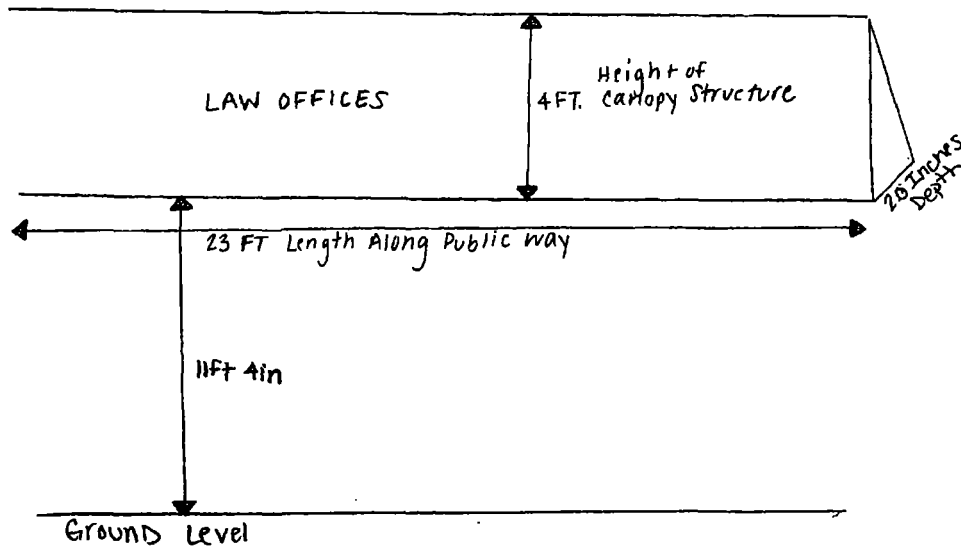 LAW OFFICES
Height of
4FT. Canopy Structure
20 Inches
Depth
23 FT Length Along Public way
11ft 4in
Ground Level